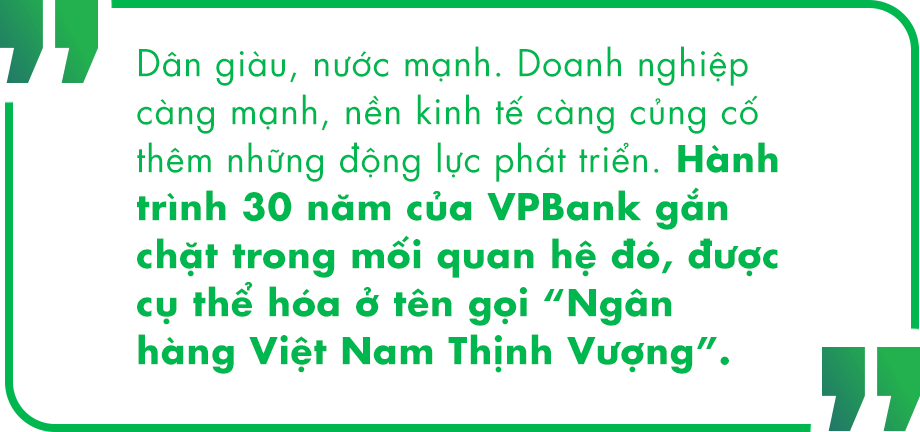 Dân giàu, nước mạnh. Doanh nghiệp
càng mạnh, nền kinh tế càng củng cố
thêm những động lực phát triển. Hành
trình 30 năm của VPBank gắn
chặt trong mối quan hệ đó, được
cụ thể hóa ở tên gọi “Ngân
hàng Việt Nam Thịnh Vượng”.